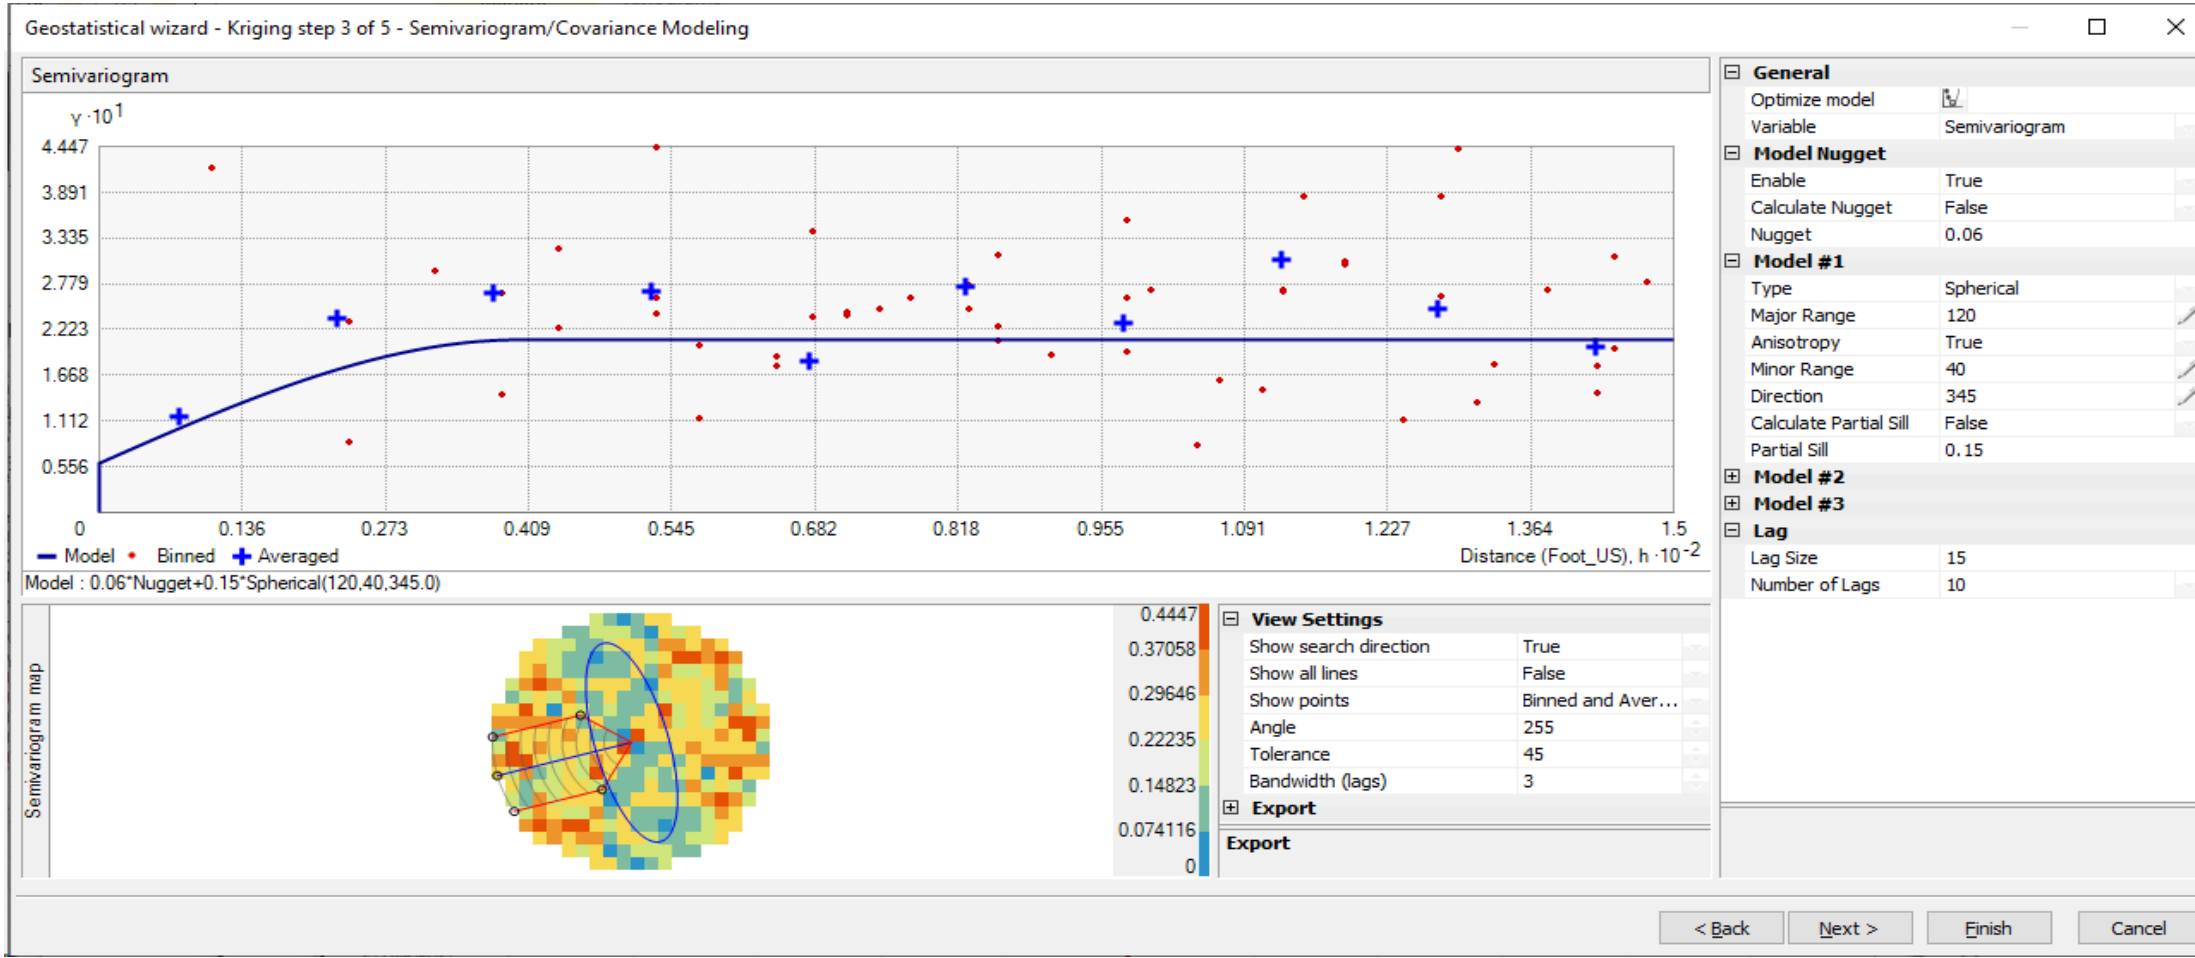 Geostatistical wizard - Kriging step 3 of 5 - Semivariogram/Covariance Modeling
Semivariogram
γ ·10¹
4.447
3.891
3.335
2.779
2.223
1.668
1.112
0.556
0 0.136 0.273 0.409 0.545 0.682 0.818 0.955 1.091 1.227 1.364 1.5
Model Binned Averaged
Distance (Foot_US), h ·10⁻²
Model : 0.06*Nugget+0.15*Spherical(120,40,345.0)
Semivariogram map
0.4447
0.37058
0.29646
0.22235
0.14823
0.074116
0
View Settings
Show search direction True
Show all lines False
Show points Binned and Aver...
Angle 255
Tolerance 45
Bandwidth (lags) 3
Export
Export
General
Optimize model
Variable Semivariogram
Model Nugget
Enable True
Calculate Nugget False
Nugget 0.06
Model #1
Type Spherical
Major Range 120
Anisotropy True
Minor Range 40
Direction 345
Calculate Partial Sill False
Partial Sill 0.15
Model #2
Model #3
Lag
Lag Size 15
Number of Lags 10
< Back Next > Finish Cancel